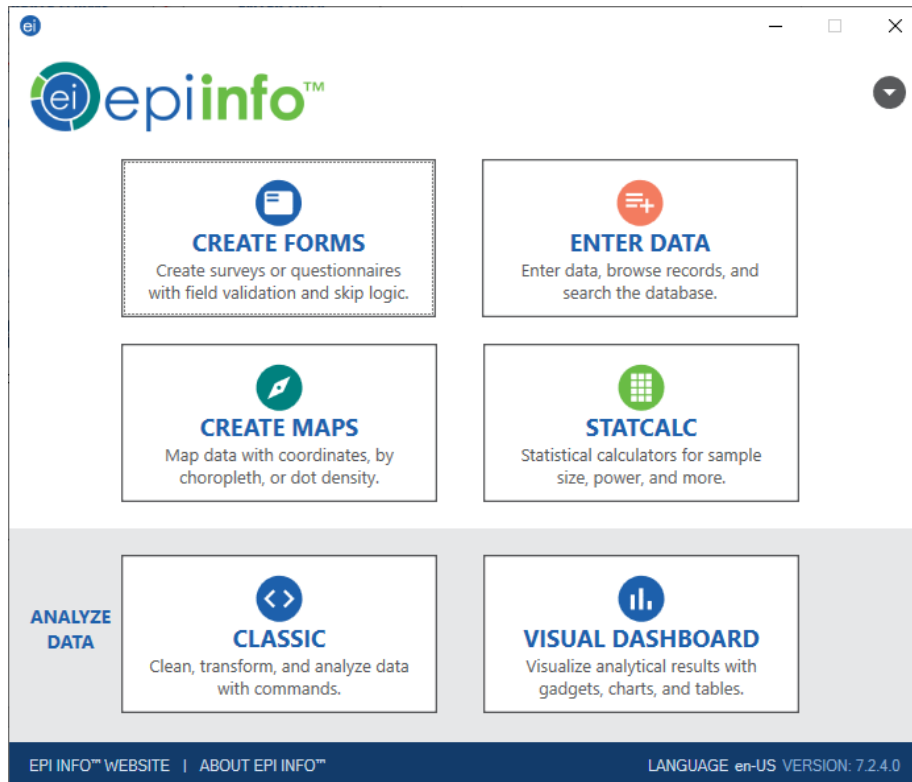 ei
ei epiinfo™
CREATE FORMS
Create surveys or questionnaires
with field validation and skip logic.
ENTER DATA
Enter data, browse records, and
search the database.
CREATE MAPS
Map data with coordinates, by
choropleth, or dot density.
STATCALC
Statistical calculators for sample
size, power, and more.
ANALYZE
DATA
CLASSIC
Clean, transform, and analyze data
with commands.
VISUAL DASHBOARD
Visualize analytical results with
gadgets, charts, and tables.
EPI INFO™ WEBSITE | ABOUT EPI INFO™ LANGUAGE en-US VERSION: 7.2.4.0